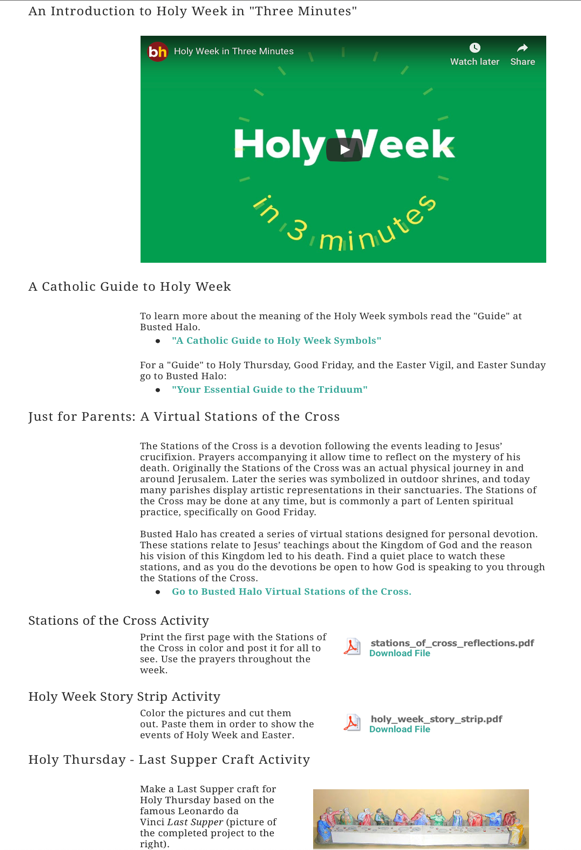 An Introduction to Holy Week in "Three Minutes"
bh
Holy Week in Three Minutes
Watch later
Share
Holy Week
in 3 minutes
A Catholic Guide to Holy Week
To learn more about the meaning of the Holy Week symbols read the "Guide" at
Busted Halo.
● "A Catholic Guide to Holy Week Symbols"
For a "Guide" to Holy Thursday, Good Friday, and the Easter Vigil, and Easter Sunday
go to Busted Halo:
● "Your Essential Guide to the Triduum"
Just for Parents: A Virtual Stations of the Cross
The Stations of the Cross is a devotion following the events leading to Jesus’
crucifixion. Prayers accompanying it allow time to reflect on the mystery of his
death. Originally the Stations of the Cross was an actual physical journey in and
around Jerusalem. Later the series was symbolized in outdoor shrines, and today
many parishes display artistic representations in their sanctuaries. The Stations of
the Cross may be done at any time, but is commonly a part of Lenten spiritual
practice, specifically on Good Friday.
Busted Halo has created a series of virtual stations designed for personal devotion.
These stations relate to Jesus’ teachings about the Kingdom of God and the reason
his vision of this Kingdom led to his death. Find a quiet place to watch these
stations, and as you do the devotions be open to how God is speaking to you through
the Stations of the Cross.
● Go to Busted Halo Virtual Stations of the Cross.
Stations of the Cross Activity
Print the first page with the Stations of
the Cross in color and post it for all to
see. Use the prayers throughout the
week.
stations_of_cross_reflections.pdf
Download File
Holy Week Story Strip Activity
Color the pictures and cut them
out. Paste them in order to show the
events of Holy Week and Easter.
holy_week_story_strip.pdf
Download File
Holy Thursday - Last Supper Craft Activity
Make a Last Supper craft for
Holy Thursday based on the
famous Leonardo da
Vinci Last Supper (picture of
the completed project to the
right).